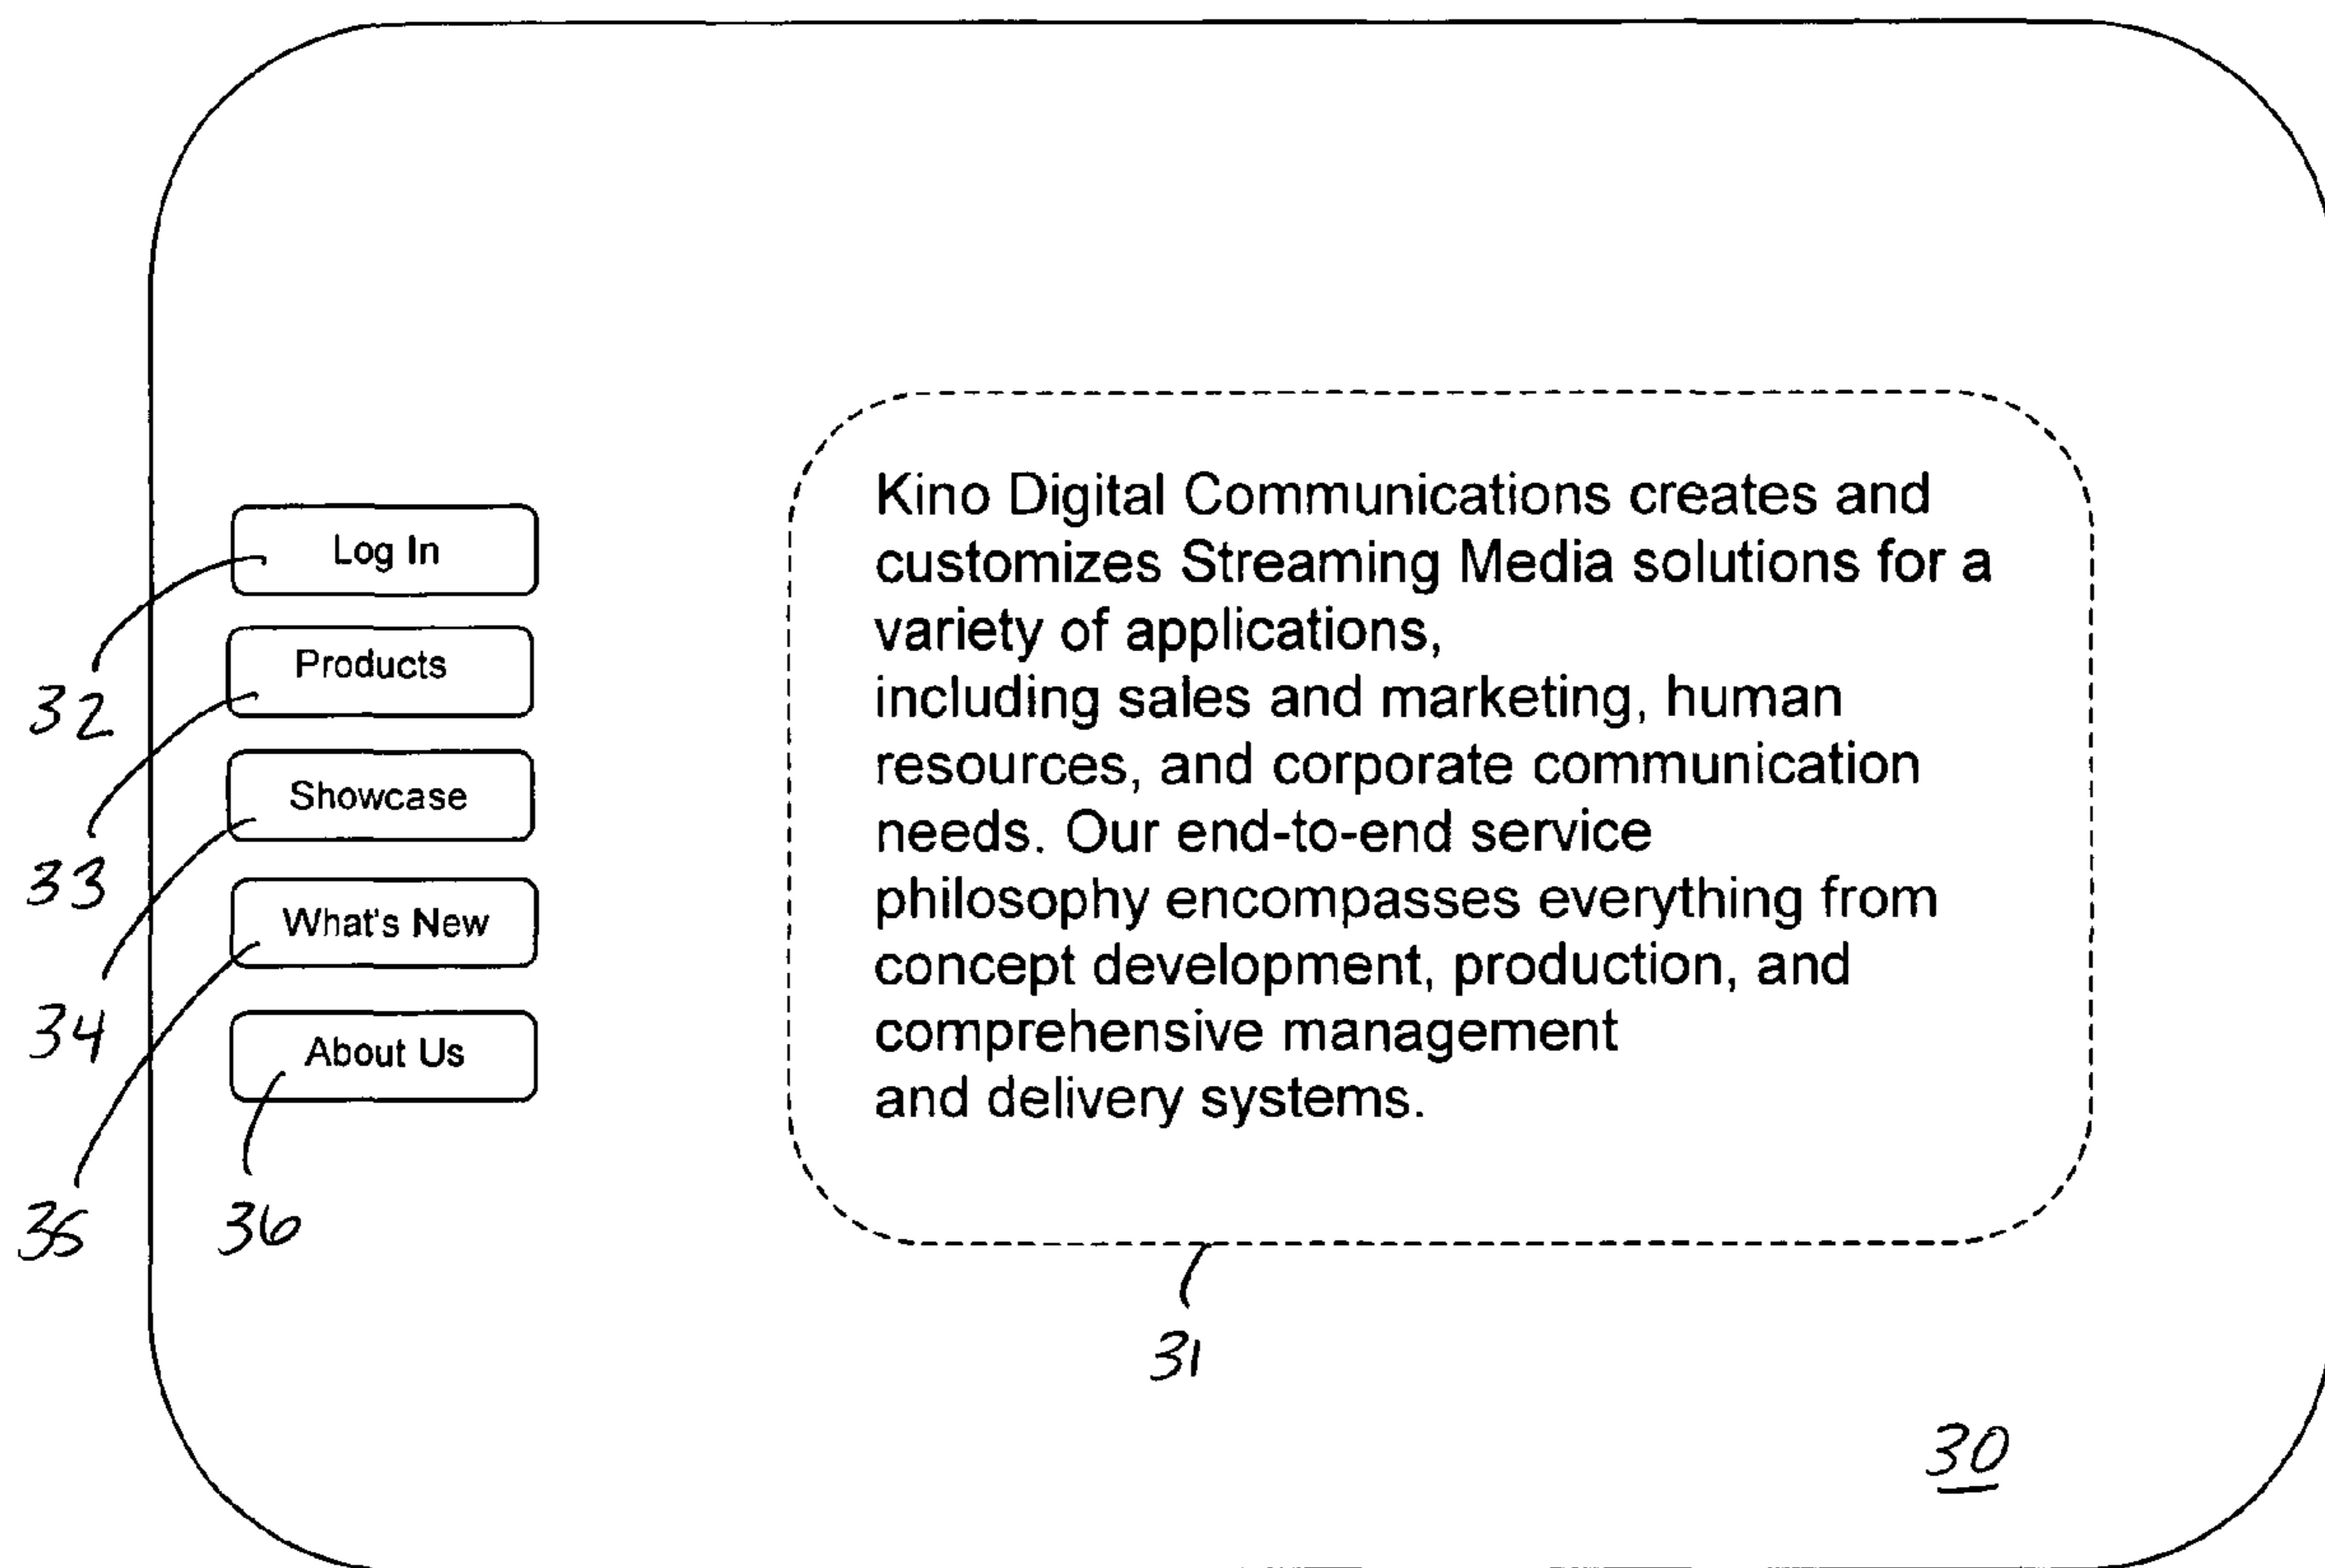 Log In
32
Products
33
Showcase
34
What's New
35
About Us
36
Kino Digital Communications creates and
customizes Streaming Media solutions for a
variety of applications,
including sales and marketing, human
resources, and corporate communication
needs. Our end-to-end service
philosophy encompasses everything from
concept development, production, and
comprehensive management
and delivery systems.
31
30